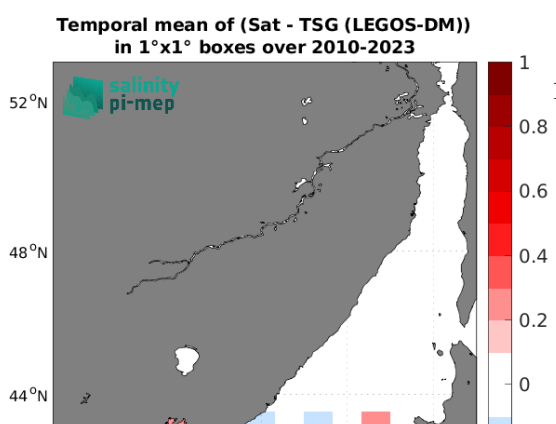 Temporal mean of (Sat - TSG (LEGOS-DM))
in 1°x1° boxes over 2010-2023
salinity
pi-mep
52°N
48°N
44°N
1
0.8
0.6
0.4
0.2
0